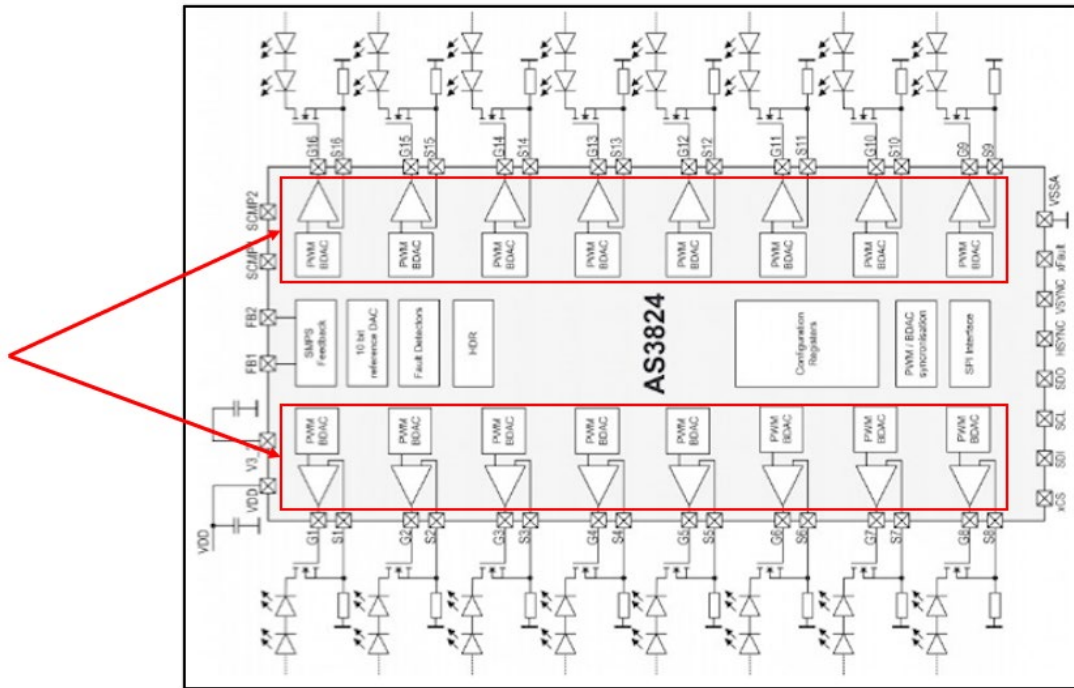 G16
S16
G15
S15
G14
S14
G13
S13
G12
S12
G11
S11
G10
S10
G9
S9
SCMP2
VSSA
PWM
BDAC
PWM
BDAC
PWM
BDAC
PWM
BDAC
PWM
BDAC
PWM
BDAC
PWM
BDAC
PWM
BDAC
xFault
FB2
VSYNC
FB1
HSYNC
SMPS
Feedback
10 bit
reference DAC
Fault Detectors
HDR
AS3824
Configuration
Registers
PWM / BDAC
syncronisation
SPI Interface
SDO
SCL
PWM
BDAC
PWM
BDAC
PWM
BDAC
PWM
BDAC
PWM
BDAC
PWM
BDAC
PWM
BDAC
PWM
BDAC
SDI
VDD
xCS
VDD
G1
S1
G2
S2
G3
S3
G4
S4
G5
S5
G6
S6
G7
S7
G8
S8